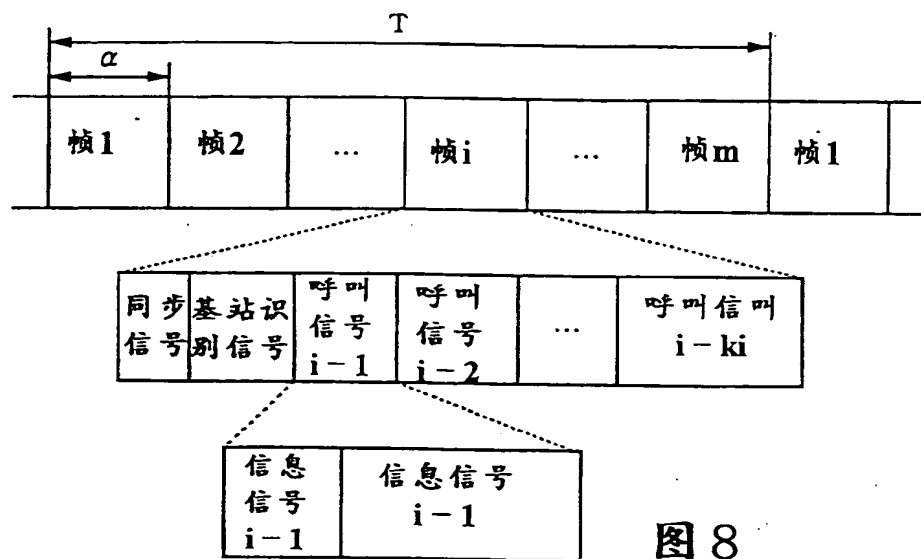 T
α
帧1 帧2 … 帧i … 帧m 帧1
同步
信号
基站识
别信号
呼叫
信号
i-1
呼叫
信号
i-2
…
呼叫信叫
i-ki
信息
信号
i-1
信息信号
i-1
图8